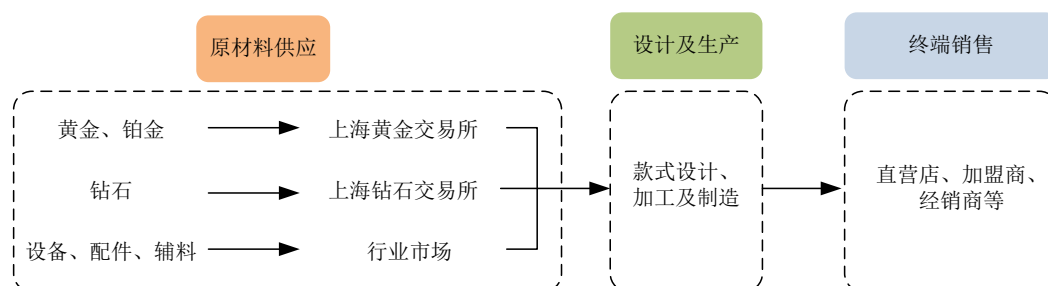 原材料供应
设计及生产
终端销售
黄金、铂金
上海黄金交易所
钻石
上海钻石交易所
设备、配件、辅料
行业市场
款式设计、
加工及制造
直营店、加盟商、
经销商等